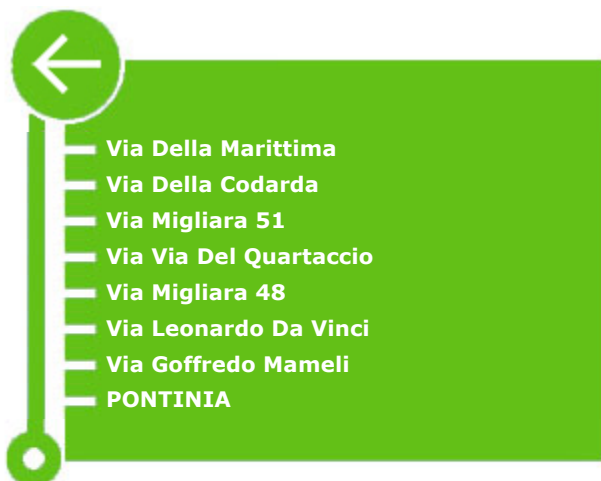 Via Della Marittima
Via Della Codarda
Via Migliara 51
Via Via Del Quartaccio
Via Migliara 48
Via Leonardo Da Vinci
Via Goffredo Mameli
PONTINIA